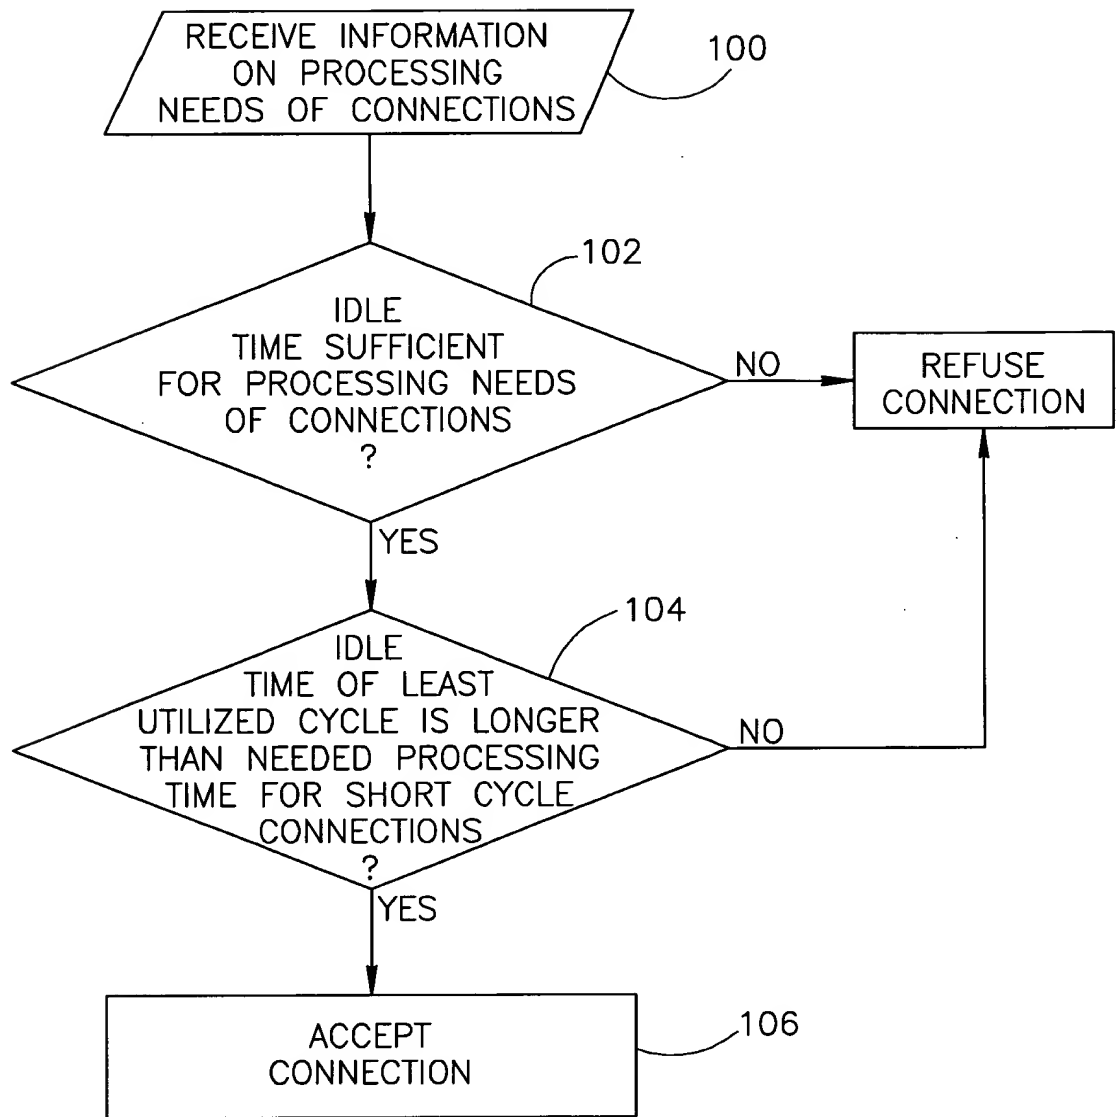 RECEIVE INFORMATION
ON PROCESSING
NEEDS OF CONNECTIONS
100
102
IDLE
TIME SUFFICIENT
FOR PROCESSING NEEDS
OF CONNECTIONS
?
NO
REFUSE
CONNECTION
YES
104
IDLE
TIME OF LEAST
UTILIZED CYCLE IS LONGER
THAN NEEDED PROCESSING
TIME FOR SHORT CYCLE
CONNECTIONS
?
NO
YES
ACCEPT
CONNECTION
106